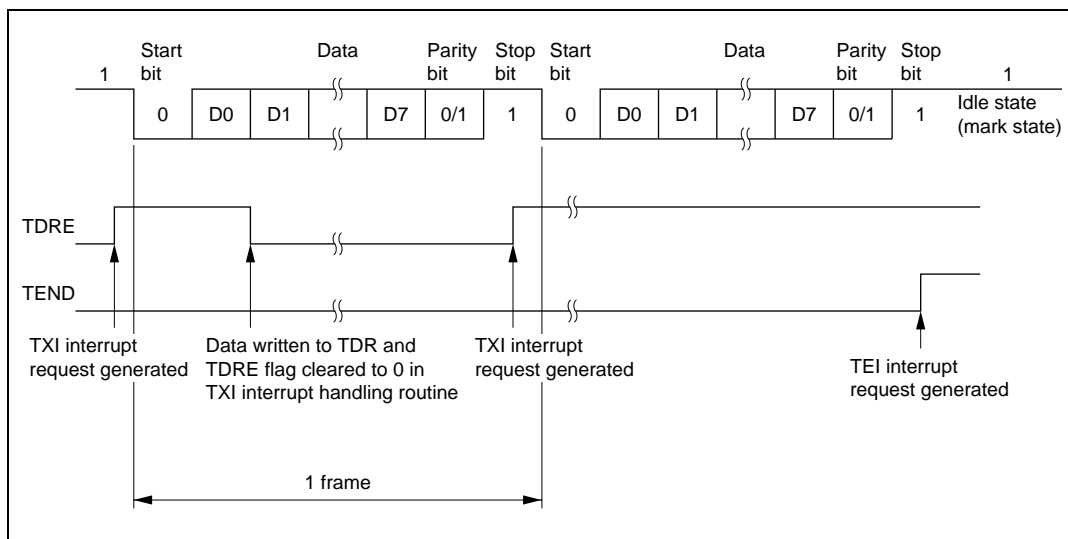 Start bit Data Parity bit Stop bit Start bit Data Parity bit Stop bit
1 1
0 D0 D1 D7 0/1 1 0 D0 D1 D7 0/1 1
Idle state
(mark state)
TDRE
TEND
TXI interrupt
request generated
Data written to TDR and
TDRE flag cleared to 0 in
TXI interrupt handling routine
TXI interrupt
request generated
TEI interrupt
request generated
1 frame